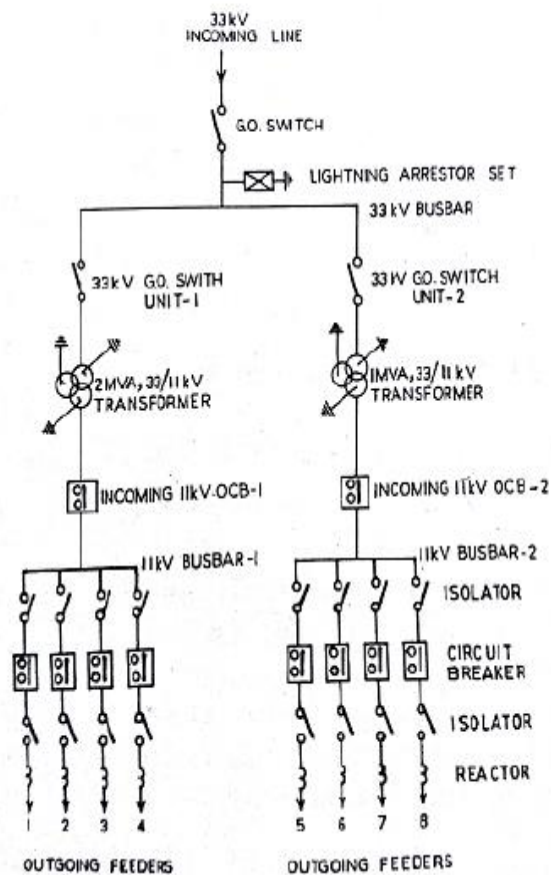 33kV
INCOMING LINE
G.O. SWITCH
LIGHTNING ARRESTOR SET
33kV BUSBAR
33kV G.O. SWITH
UNIT-1
33kV G.O. SWITCH
UNIT-2
2MVA, 33/11kV
TRANSFORMER
1MVA, 33/11kV
TRANSFORMER
INCOMING 11kV-OCB-1
INCOMING 11kV OCB-2
11kV BUSBAR-1
11kV BUSBAR-2
ISOLATOR
CIRCUIT
BREAKER
ISOLATOR
REACTOR
1 2 3 4
5 6 7 8
OUTGOING FEEDERS
OUTGOING FEEDERS